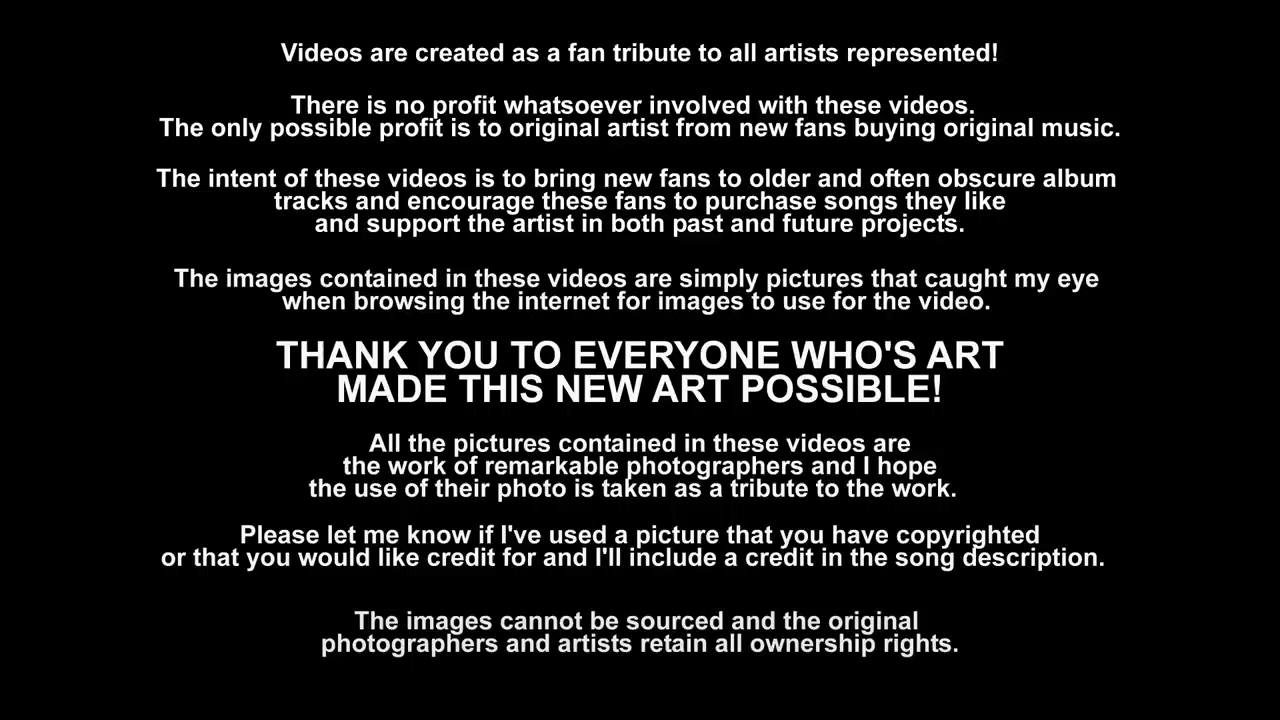 Videos are created as a fan tribute to all artists represented!
There is no profit whatsoever involved with these videos.
The only possible profit is to original artist from new fans buying original music.
The intent of these videos is to bring new fans to older and often obscure album
tracks and encourage these fans to purchase songs they like
and support the artist in both past and future projects.
The images contained in these videos are simply pictures that caught my eye
when browsing the internet for images to use for the video.
THANK YOU TO EVERYONE WHO'S ART
MADE THIS NEW ART POSSIBLE!
All the pictures contained in these videos are
the work of remarkable photographers and I hope
the use of their photo is taken as a tribute to the work.
Please let me know if I've used a picture that you have copyrighted
or that you would like credit for and I'll include a credit in the song description.
The images cannot be sourced and the original
photographers and artists retain all ownership rights.